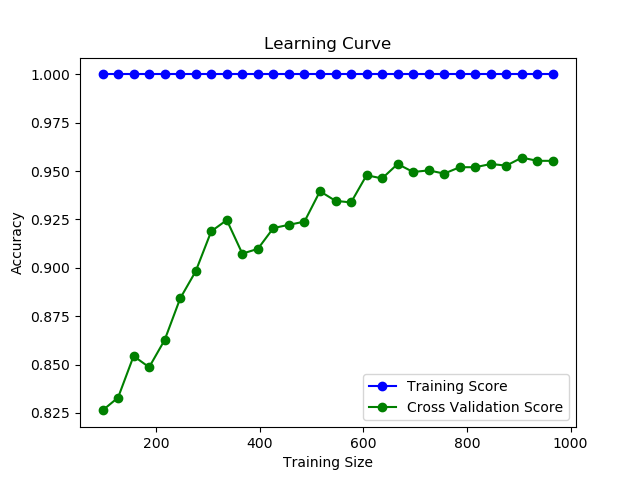 Learning Curve
1.000
0.975
0.950
0.925
0.900
0.875
0.850
0.825
Accuracy
Training Score
Cross Validation Score
200 400 600 800 1000
Training Size